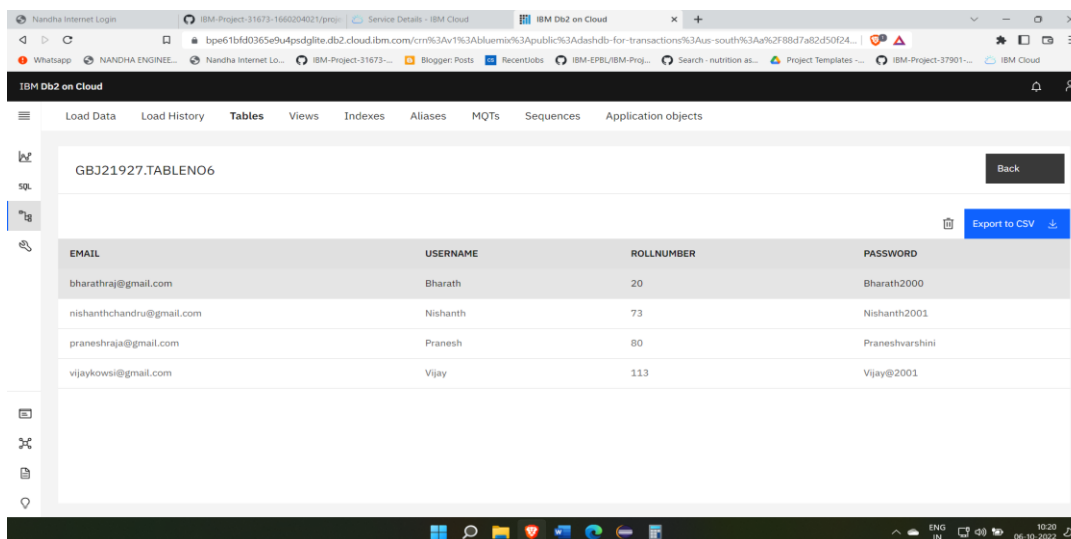 Nandha Internet Login IBM-Project-31673-1660204021/proje Service Details - IBM Cloud IBM Db2 on Cloud
bpe61bfd0365e9u4psdglite.db2.cloud.ibm.com/crn%3Av1%3Abluemix%3Apublic%3Adashdb-for-transactions%3Aus-south%3Aa%2F88d7a82d50f24...
Whatsapp NANDHA ENGINEE... Nandha Internet Lo... IBM-Project-31673-... Blogger: Posts RecentJobs IBM-EPBL/IBM-Proj... Search - nutrition as... Project Templates -... IBM-Project-37901-... IBM Cloud
IBM Db2 on Cloud
Load Data Load History Tables Views Indexes Aliases MQTs Sequences Application objects
GBJ21927.TABLENO6 Back
SQL
Export to CSV
EMAIL USERNAME ROLLNUMBER PASSWORD
bharathraj@gmail.com Bharath 20 Bharath2000
nishanthchandru@gmail.com Nishanth 73 Nishanth2001
praneshraja@gmail.com Pranesh 80 Praneshvarshini
vijaykowsi@gmail.com Vijay 113 Vijay@2001
ENG 10:20
IN 06-10-2022